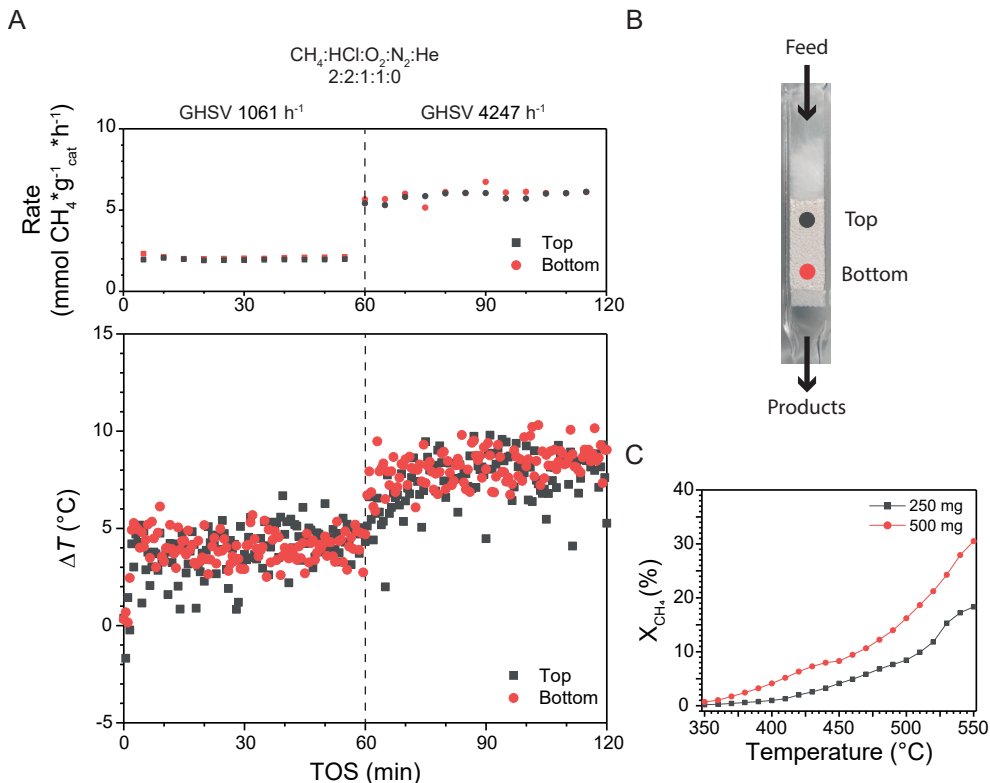 A
CH₄:HCl:O₂:N₂:He
2:2:1:1:0
GHSV 1061 h⁻¹ GHSV 4247 h⁻¹
Rate
(mmol CH₄*g⁻¹cat*h⁻¹)
10
5
0
Top
Bottom
0 30 60 90 120
ΔT (°C)
15
10
5
0
-5
Top
Bottom
0 30 60 90 120
TOS (min)
B
Feed
Top
Bottom
Products
C
X_CH₄ (%)
40
30
20
10
0
250 mg
500 mg
350 400 450 500 550
Temperature (°C)